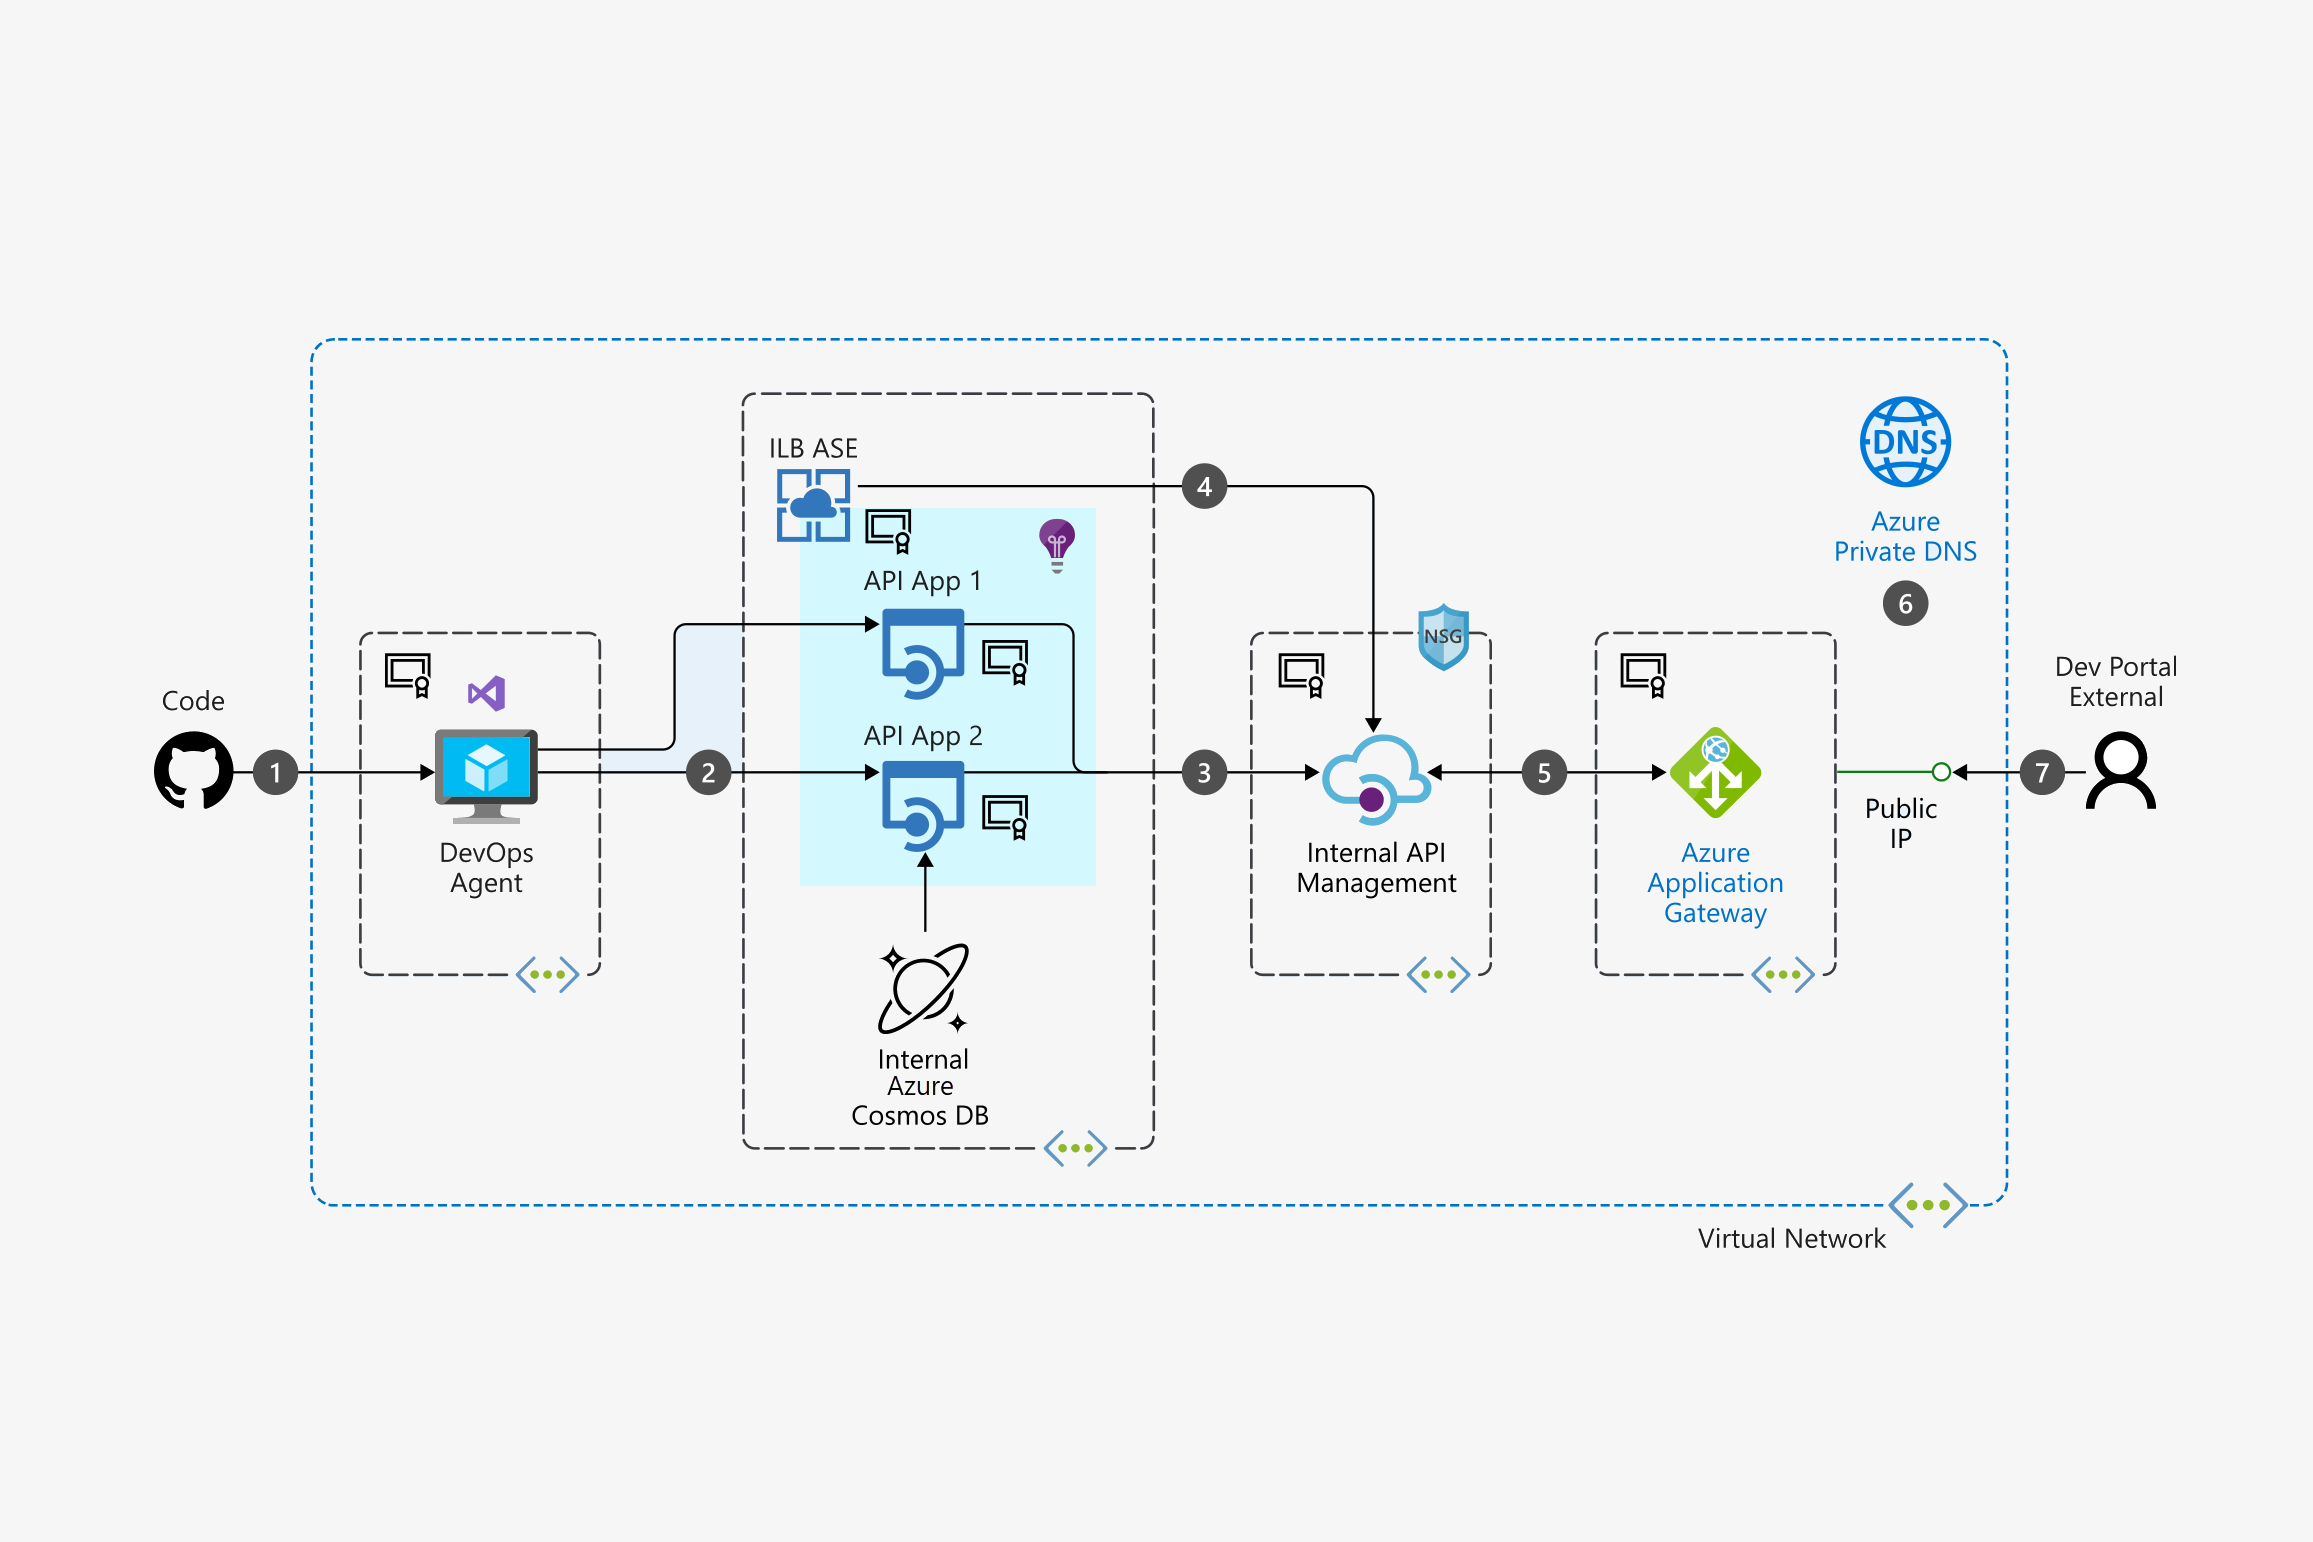 Code
1
DevOps
Agent
2
ILB ASE
API App 1
API App 2
Internal
Azure
Cosmos DB
4
3
NSG
Internal API
Management
5
Azure
Application
Gateway
DNS
Azure
Private DNS
6
Public
IP
7
Dev Portal
External
Virtual Network